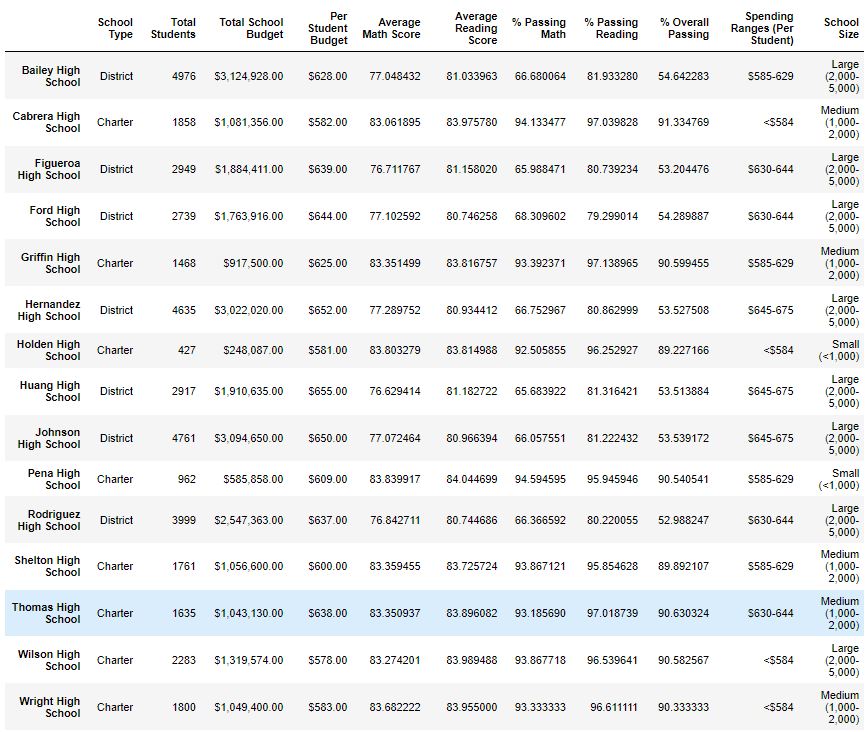 School Type | Total Students | Total School Budget | Per Student Budget | Average Math Score | Average Reading Score | % Passing Math | % Passing Reading | % Overall Passing | Spending Ranges (Per Student) | School Size
Bailey High School | District | 4976 | $3,124,928.00 | $628.00 | 77.048432 | 81.033963 | 66.680064 | 81.933280 | 54.642283 | $585-629 | Large (2,000-5,000)
Cabrera High School | Charter | 1858 | $1,081,356.00 | $582.00 | 83.061895 | 83.975780 | 94.133477 | 97.039828 | 91.334769 | <$584 | Medium (1,000-2,000)
Figueroa High School | District | 2949 | $1,884,411.00 | $639.00 | 76.711767 | 81.158020 | 65.988471 | 80.739234 | 53.204476 | $630-644 | Large (2,000-5,000)
Ford High School | District | 2739 | $1,763,916.00 | $644.00 | 77.102592 | 80.746258 | 68.309602 | 79.299014 | 54.289887 | $630-644 | Large (2,000-5,000)
Griffin High School | Charter | 1468 | $917,500.00 | $625.00 | 83.351499 | 83.816757 | 93.392371 | 97.138965 | 90.599455 | $585-629 | Medium (1,000-2,000)
Hernandez High School | District | 4635 | $3,022,020.00 | $652.00 | 77.289752 | 80.934412 | 66.752967 | 80.862999 | 53.527508 | $645-675 | Large (2,000-5,000)
Holden High School | Charter | 427 | $248,087.00 | $581.00 | 83.803279 | 83.814988 | 92.505855 | 96.252927 | 89.227166 | <$584 | Small (<1,000)
Huang High School | District | 2917 | $1,910,635.00 | $655.00 | 76.629414 | 81.182722 | 65.683922 | 81.316421 | 53.513884 | $645-675 | Large (2,000-5,000)
Johnson High School | District | 4761 | $3,094,650.00 | $650.00 | 77.072464 | 80.966394 | 66.057551 | 81.222432 | 53.539172 | $645-675 | Large (2,000-5,000)
Pena High School | Charter | 962 | $585,858.00 | $609.00 | 83.839917 | 84.044699 | 94.594595 | 95.945946 | 90.540541 | $585-629 | Small (<1,000)
Rodriguez High School | District | 3999 | $2,547,363.00 | $637.00 | 76.842711 | 80.744686 | 66.366592 | 80.220055 | 52.988247 | $630-644 | Large (2,000-5,000)
Shelton High School | Charter | 1761 | $1,056,600.00 | $600.00 | 83.359455 | 83.725724 | 93.867121 | 95.854628 | 89.892107 | $585-629 | Medium (1,000-2,000)
Thomas High School | Charter | 1635 | $1,043,130.00 | $638.00 | 83.350937 | 83.896082 | 93.185690 | 97.018739 | 90.630324 | $630-644 | Medium (1,000-2,000)
Wilson High School | Charter | 2283 | $1,319,574.00 | $578.00 | 83.274201 | 83.989488 | 93.867718 | 96.539641 | 90.582567 | <$584 | Large (2,000-5,000)
Wright High School | Charter | 1800 | $1,049,400.00 | $583.00 | 83.682222 | 83.955000 | 93.333333 | 96.611111 | 90.333333 | <$584 | Medium (1,000-2,000)